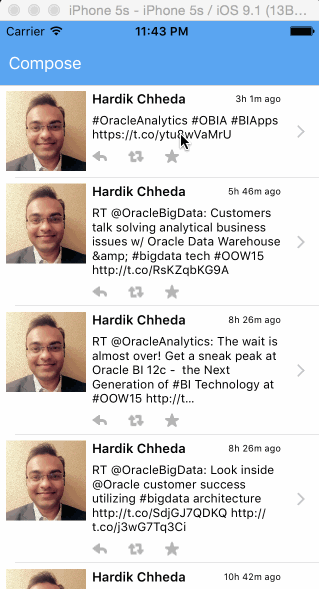 iPhone 5s - iPhone 5s / iOS 9.1 (13B...
Carrier 11:43 PM
Compose
Hardik Chheda 3h 1m ago
#OracleAnalytics #OBIA #BIApps
https://t.co/ytu8wVaMrU
Hardik Chheda 5h 46m ago
RT @OracleBigData: Customers
talk solving analytical business
issues w/ Oracle Data Warehouse
&amp; #bigdata tech #OOW15
http://t.co/RsKZqbKG9A
Hardik Chheda 8h 26m ago
RT @OracleAnalytics: The wait is
almost over! Get a sneak peak at
Oracle BI 12c - the Next
Generation of #BI Technology at
#OOW15 http://t...
Hardik Chheda 8h 26m ago
RT @OracleBigData: Look inside
@Oracle customer success
utilizing #bigdata architecture
http://t.co/SdjGJ7QDKQ http://
t.co/j3wG7Tq3Ci
Hardik Chheda 10h 42m ago